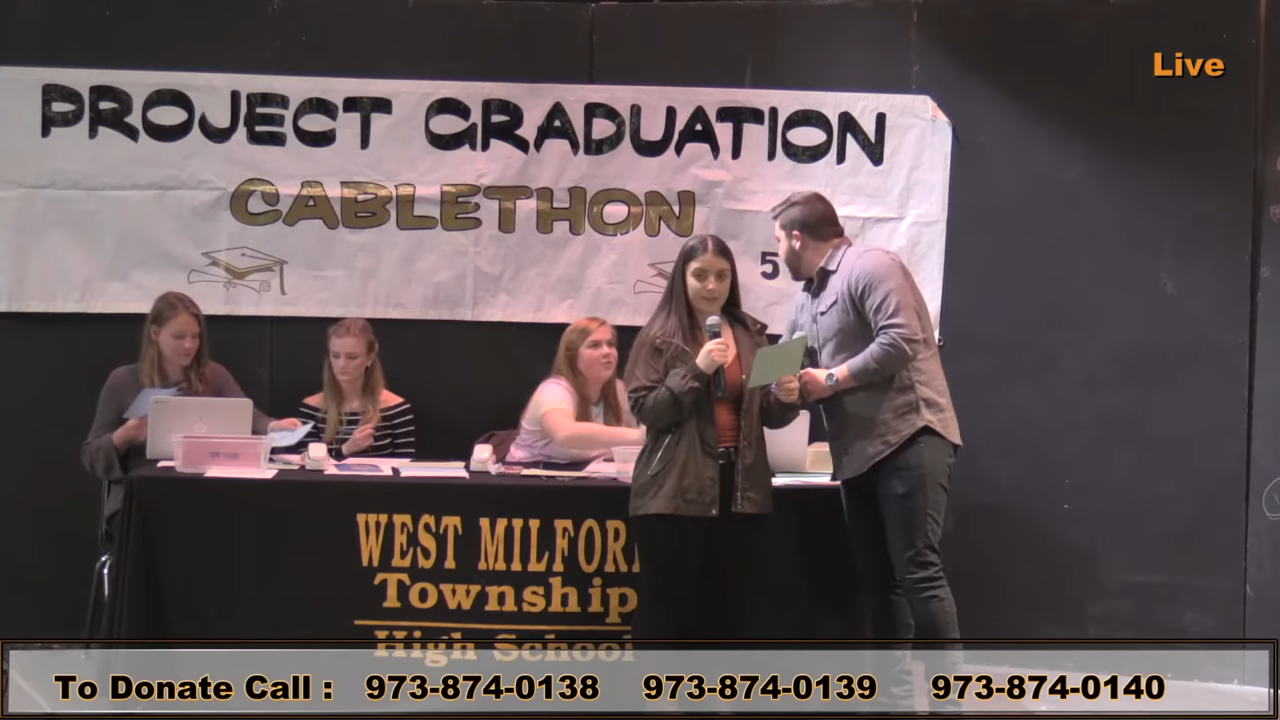 Live
PROJECT GRADUATION
CABLETHON
5
WEST MILFOR
Township
High School
To Donate Call : 973-874-0138 973-874-0139 973-874-0140